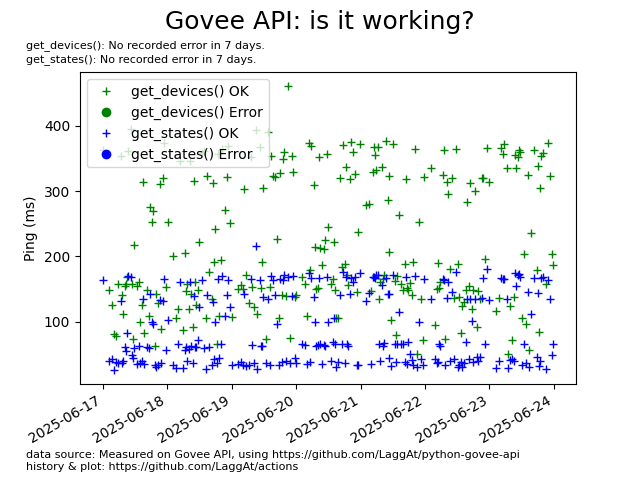 Govee API: is it working?
get_devices(): No recorded error in 7 days.
get_states(): No recorded error in 7 days.
get_devices() OK
get_devices() Error
get_states() OK
get_states() Error
Ping (ms)
400
300
200
100
2025-06-17
2025-06-18
2025-06-19
2025-06-20
2025-06-21
2025-06-22
2025-06-23
2025-06-24
data source: Measured on Govee API, using https://github.com/LaggAt/python-govee-api
history & plot: https://github.com/LaggAt/actions